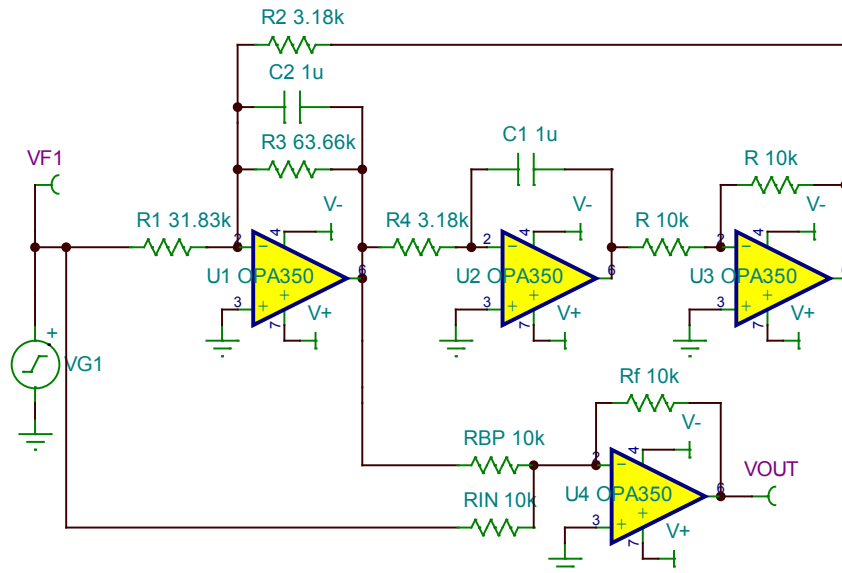 R2 3.18k
C2 1u
R3 63.66k
C1 1u
VF1
R 10k
V-
V-
V-
R1 31.83k
R4 3.18k
R 10k
2
4
6
2
4
6
2
4
U1 OPA350
U2 OPA350
U3 OPA350
3
7
3
7
3
7
V+
V+
V+
+
VG1
Rf 10k
V-
RBP 10k
2
4
6
VOUT
RIN 10k
U4 OPA350
3
7
V+